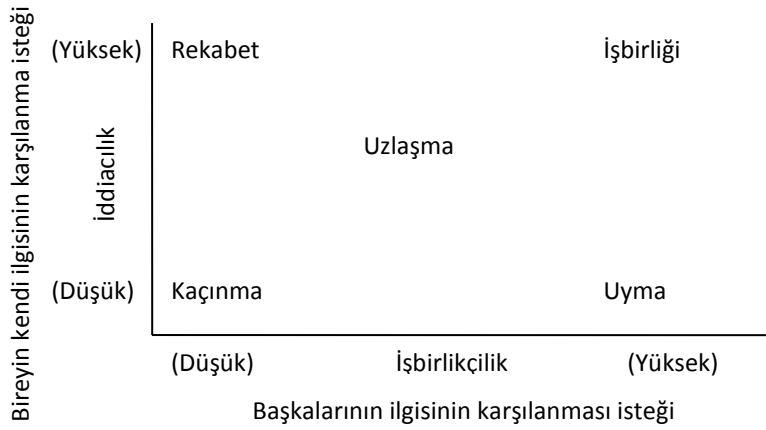 Bireyin kendi ilgisinin karşılanma isteği
(Yüksek) Rekabet İşbirliği
İddiacılık
Uzlaşma
(Düşük) Kaçınma Uyma
(Düşük) İşbirlikçilik (Yüksek)
Başkalarının ilgisinin karşılanması isteği